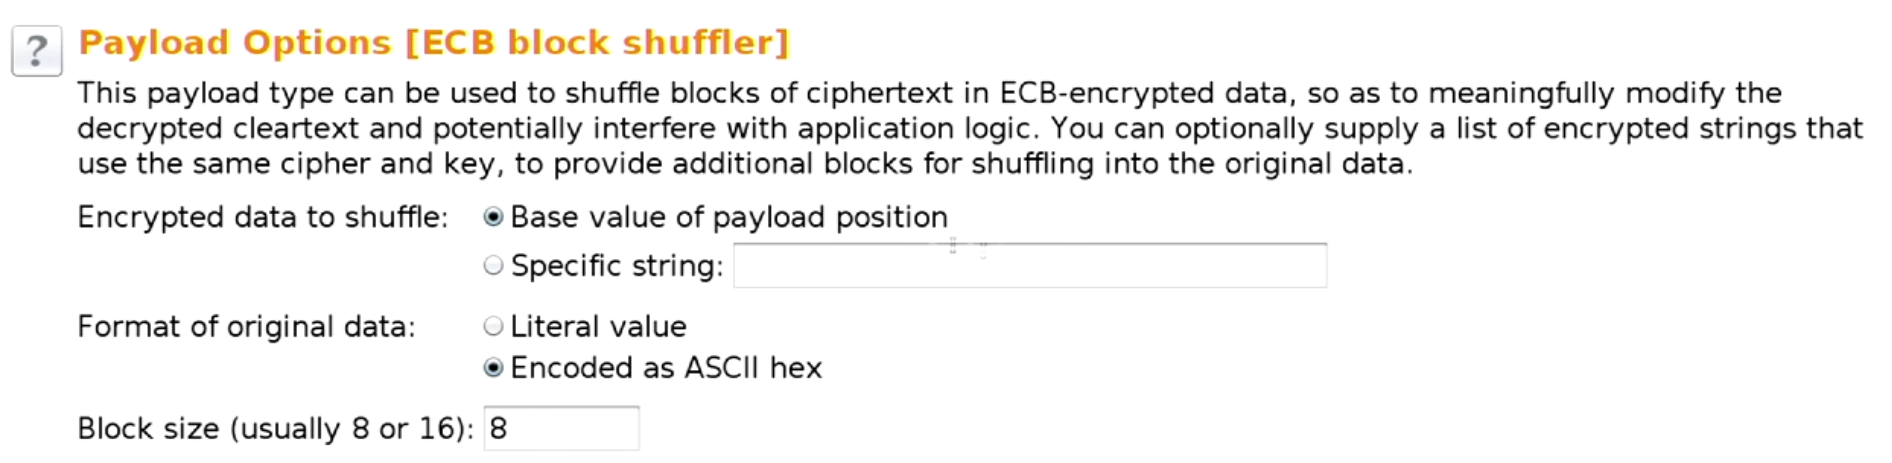 ? Payload Options [ECB block shuffler]
This payload type can be used to shuffle blocks of ciphertext in ECB-encrypted data, so as to meaningfully modify the
decrypted cleartext and potentially interfere with application logic. You can optionally supply a list of encrypted strings that
use the same cipher and key, to provide additional blocks for shuffling into the original data.
Encrypted data to shuffle: Base value of payload position
Specific string:
Format of original data: Literal value
Encoded as ASCII hex
Block size (usually 8 or 16): 8